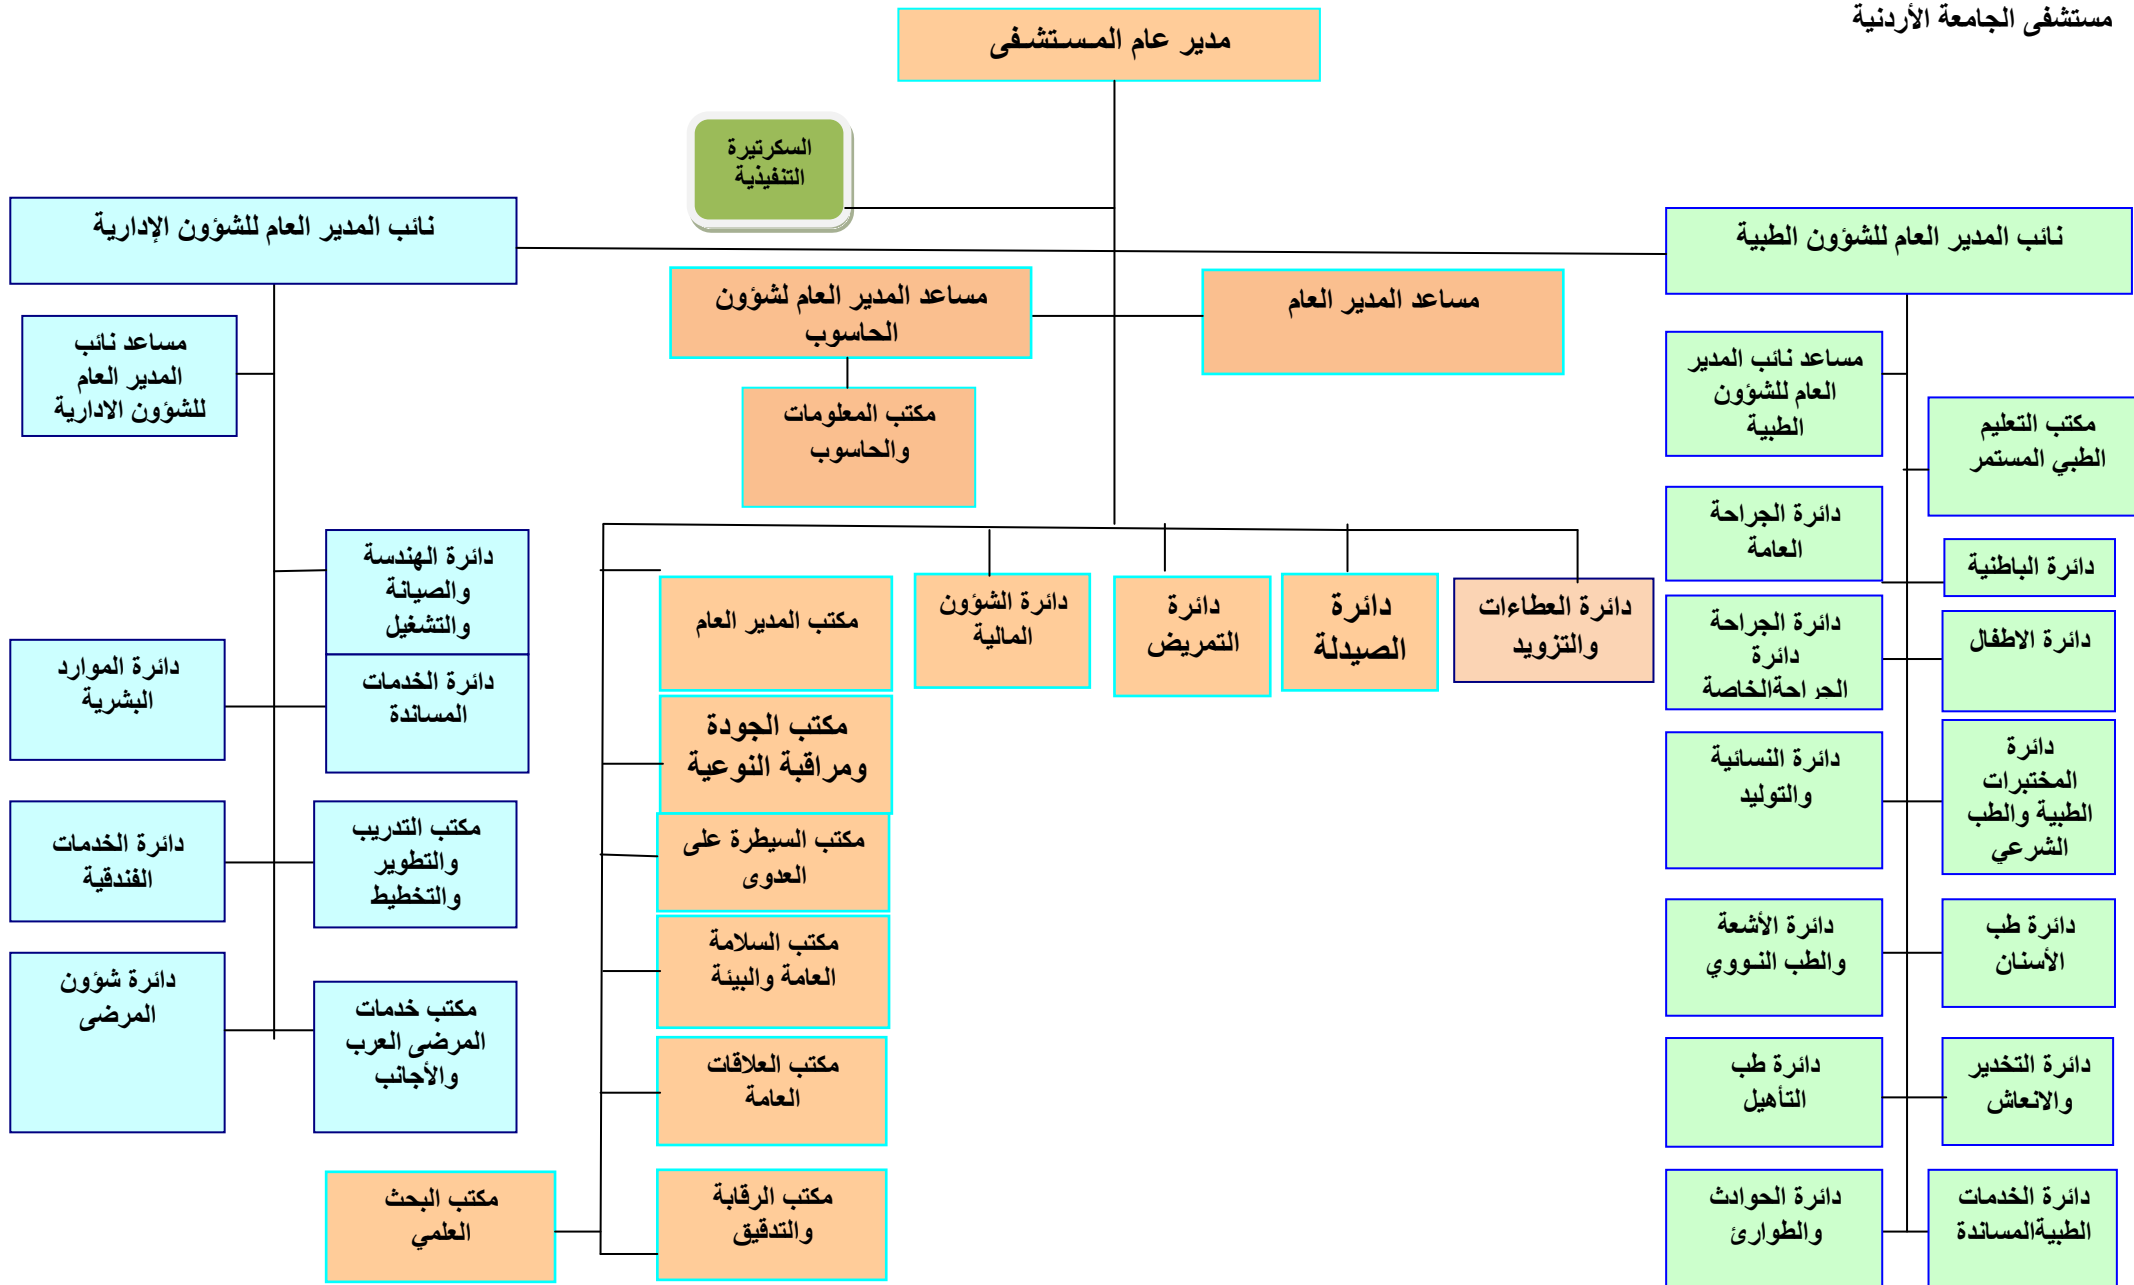 مستشفى الجامعة الأردنية
مدير عام المستشفى
السكرتيرة
التنفيذية
نائب المدير العام للشؤون الطبية
نائب المدير العام للشؤون الإدارية
مساعد المدير العام
مساعد المدير العام لشؤون
الحاسوب
مكتب المعلومات
والحاسوب
مساعد نائب المدير
العام للشؤون
الطبية
مكتب التعليم
الطبي المستمر
دائرة الجراحة
العامة
دائرة الباطنية
دائرة الجراحة
دائرة
الجراحةالخاصة
دائرة الاطفال
دائرة النسائية
والتوليد
دائرة
المختبرات
الطبية والطب
الشرعي
دائرة الأشعة
والطب النووي
دائرة طب
الأسنان
دائرة طب
التأهيل
دائرة التخدير
والانعاش
دائرة الحوادث
والطوارئ
دائرة الخدمات
الطبيةالمساندة
دائرة العطاءات
والتزويد
دائرة
الصيدلة
دائرة
التمريض
دائرة الشؤون
المالية
مكتب المدير العام
مكتب الجودة
ومراقبة النوعية
مكتب السيطرة على
العدوى
مكتب السلامة
العامة والبيئة
مكتب العلاقات
العامة
مكتب الرقابة
والتدقيق
مكتب البحث
العلمي
مساعد نائب
المدير العام
للشؤون الادارية
دائرة الهندسة
والصيانة
والتشغيل
دائرة الخدمات
المساندة
دائرة الموارد
البشرية
مكتب التدريب
والتطوير
والتخطيط
دائرة الخدمات
الفندقية
مكتب خدمات
المرضى العرب
والأجانب
دائرة شؤون
المرضى